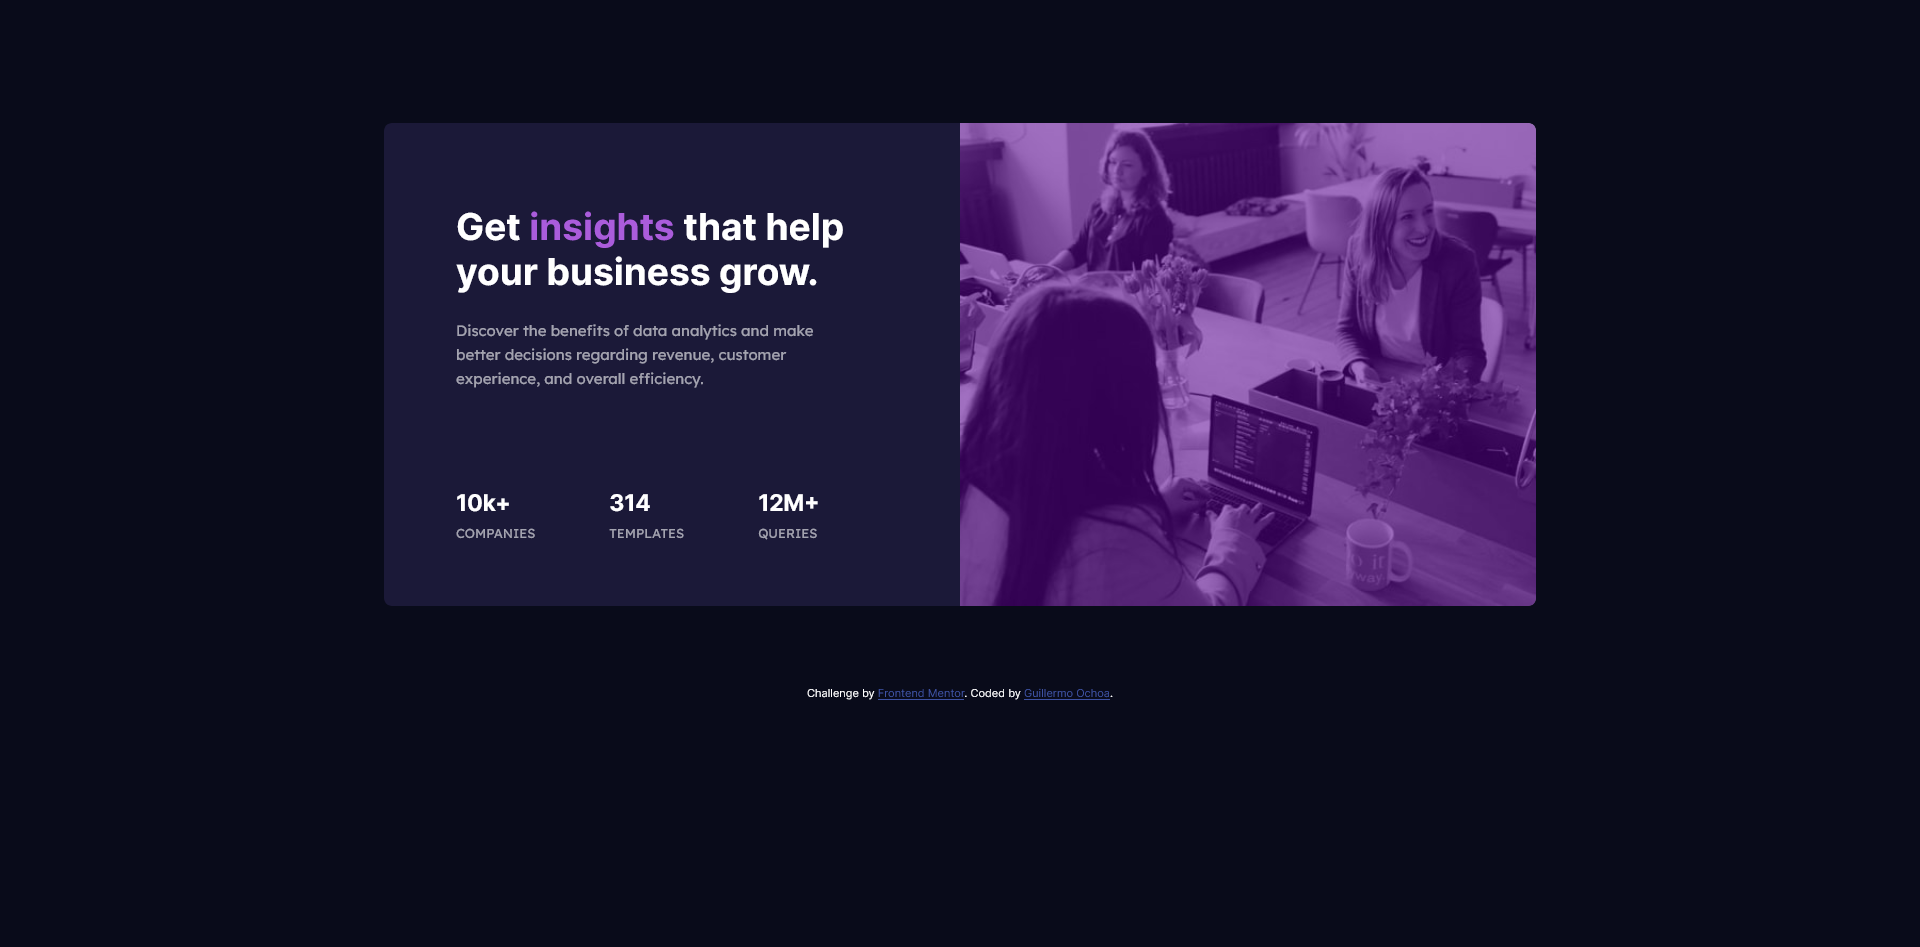 Get insights that help
your business grow.
Discover the benefits of data analytics and make
better decisions regarding revenue, customer
experience, and overall efficiency.
10k+
COMPANIES
314
TEMPLATES
12M+
QUERIES
Challenge by Frontend Mentor. Coded by Guillermo Ochoa.